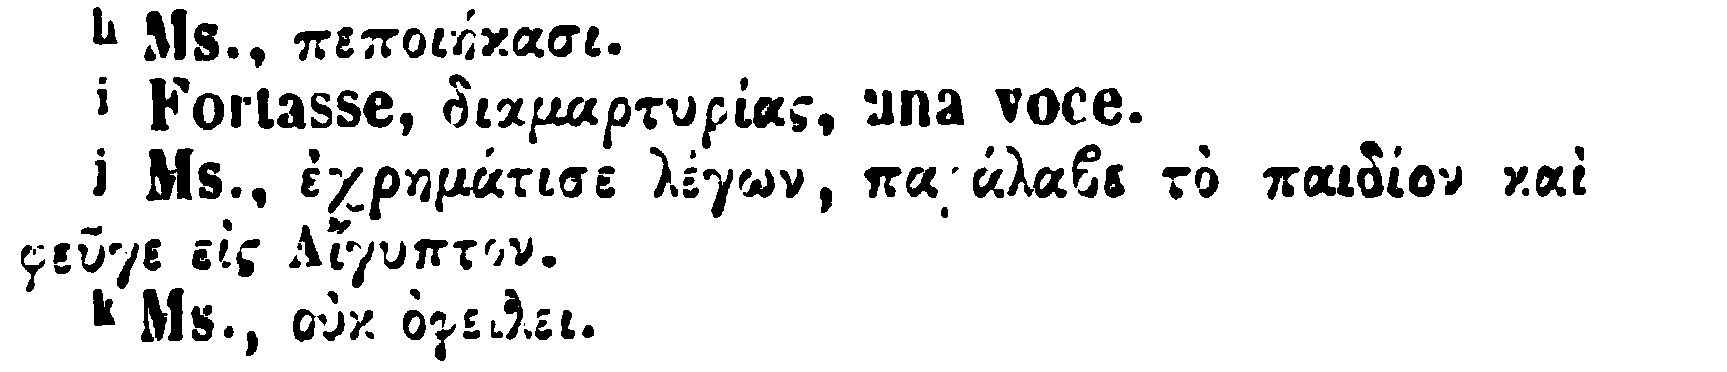 h Ms., πεποιήκασι.
i Fortasse, διαμαρτυρίας, una voce.
j Ms., ἐχρημάτισε λέγων, παράλαβε τὸ παιδίον καὶ
φεῦγε εἰς Αἴγυπτον.
k Ms., οὐκ ὀφειλει.